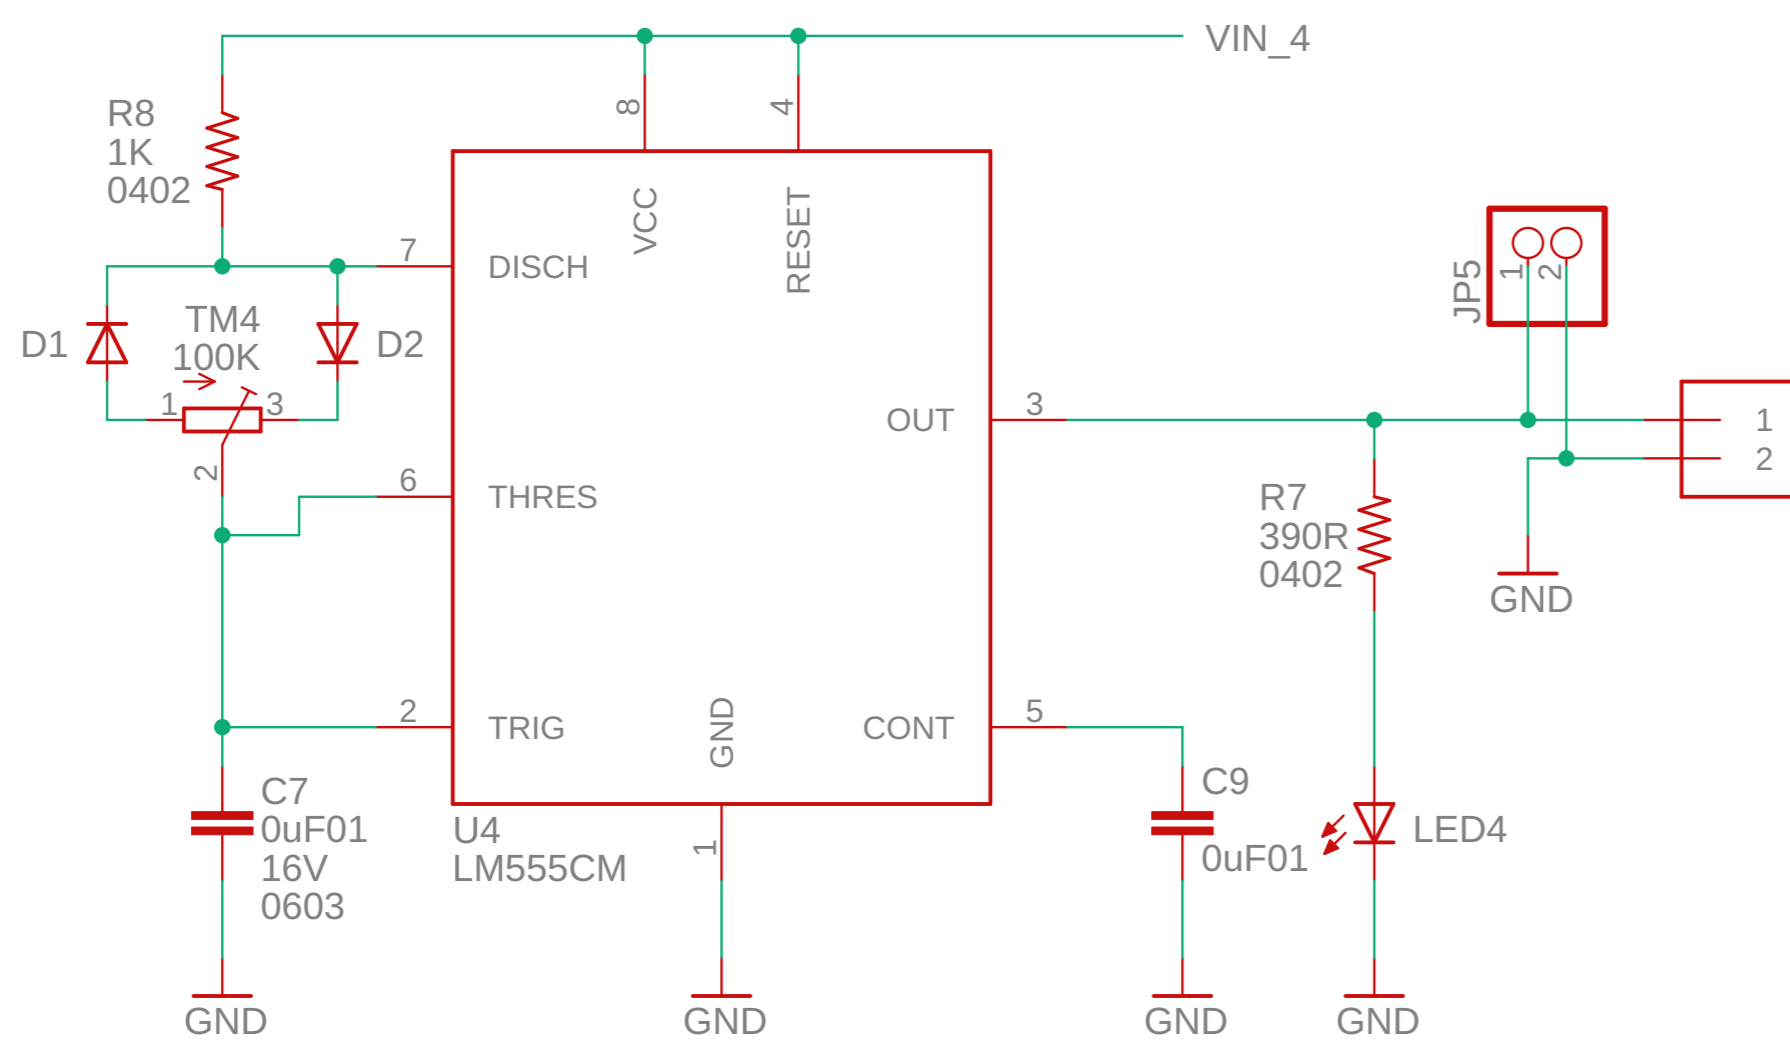 VIN_4
8
4
R8
1K
0402
VCC
RESET
7
DISCH
JP5
1
2
D1
TM4
100K
D2
1
3
2
3
OUT
1
2
6
THRES
R7
390R
0402
GND
2
TRIG
GND
CONT
5
C7
0uF01
16V
0603
U4
LM555CM
1
C9
0uF01
LED4
GND
GND
GND
GND